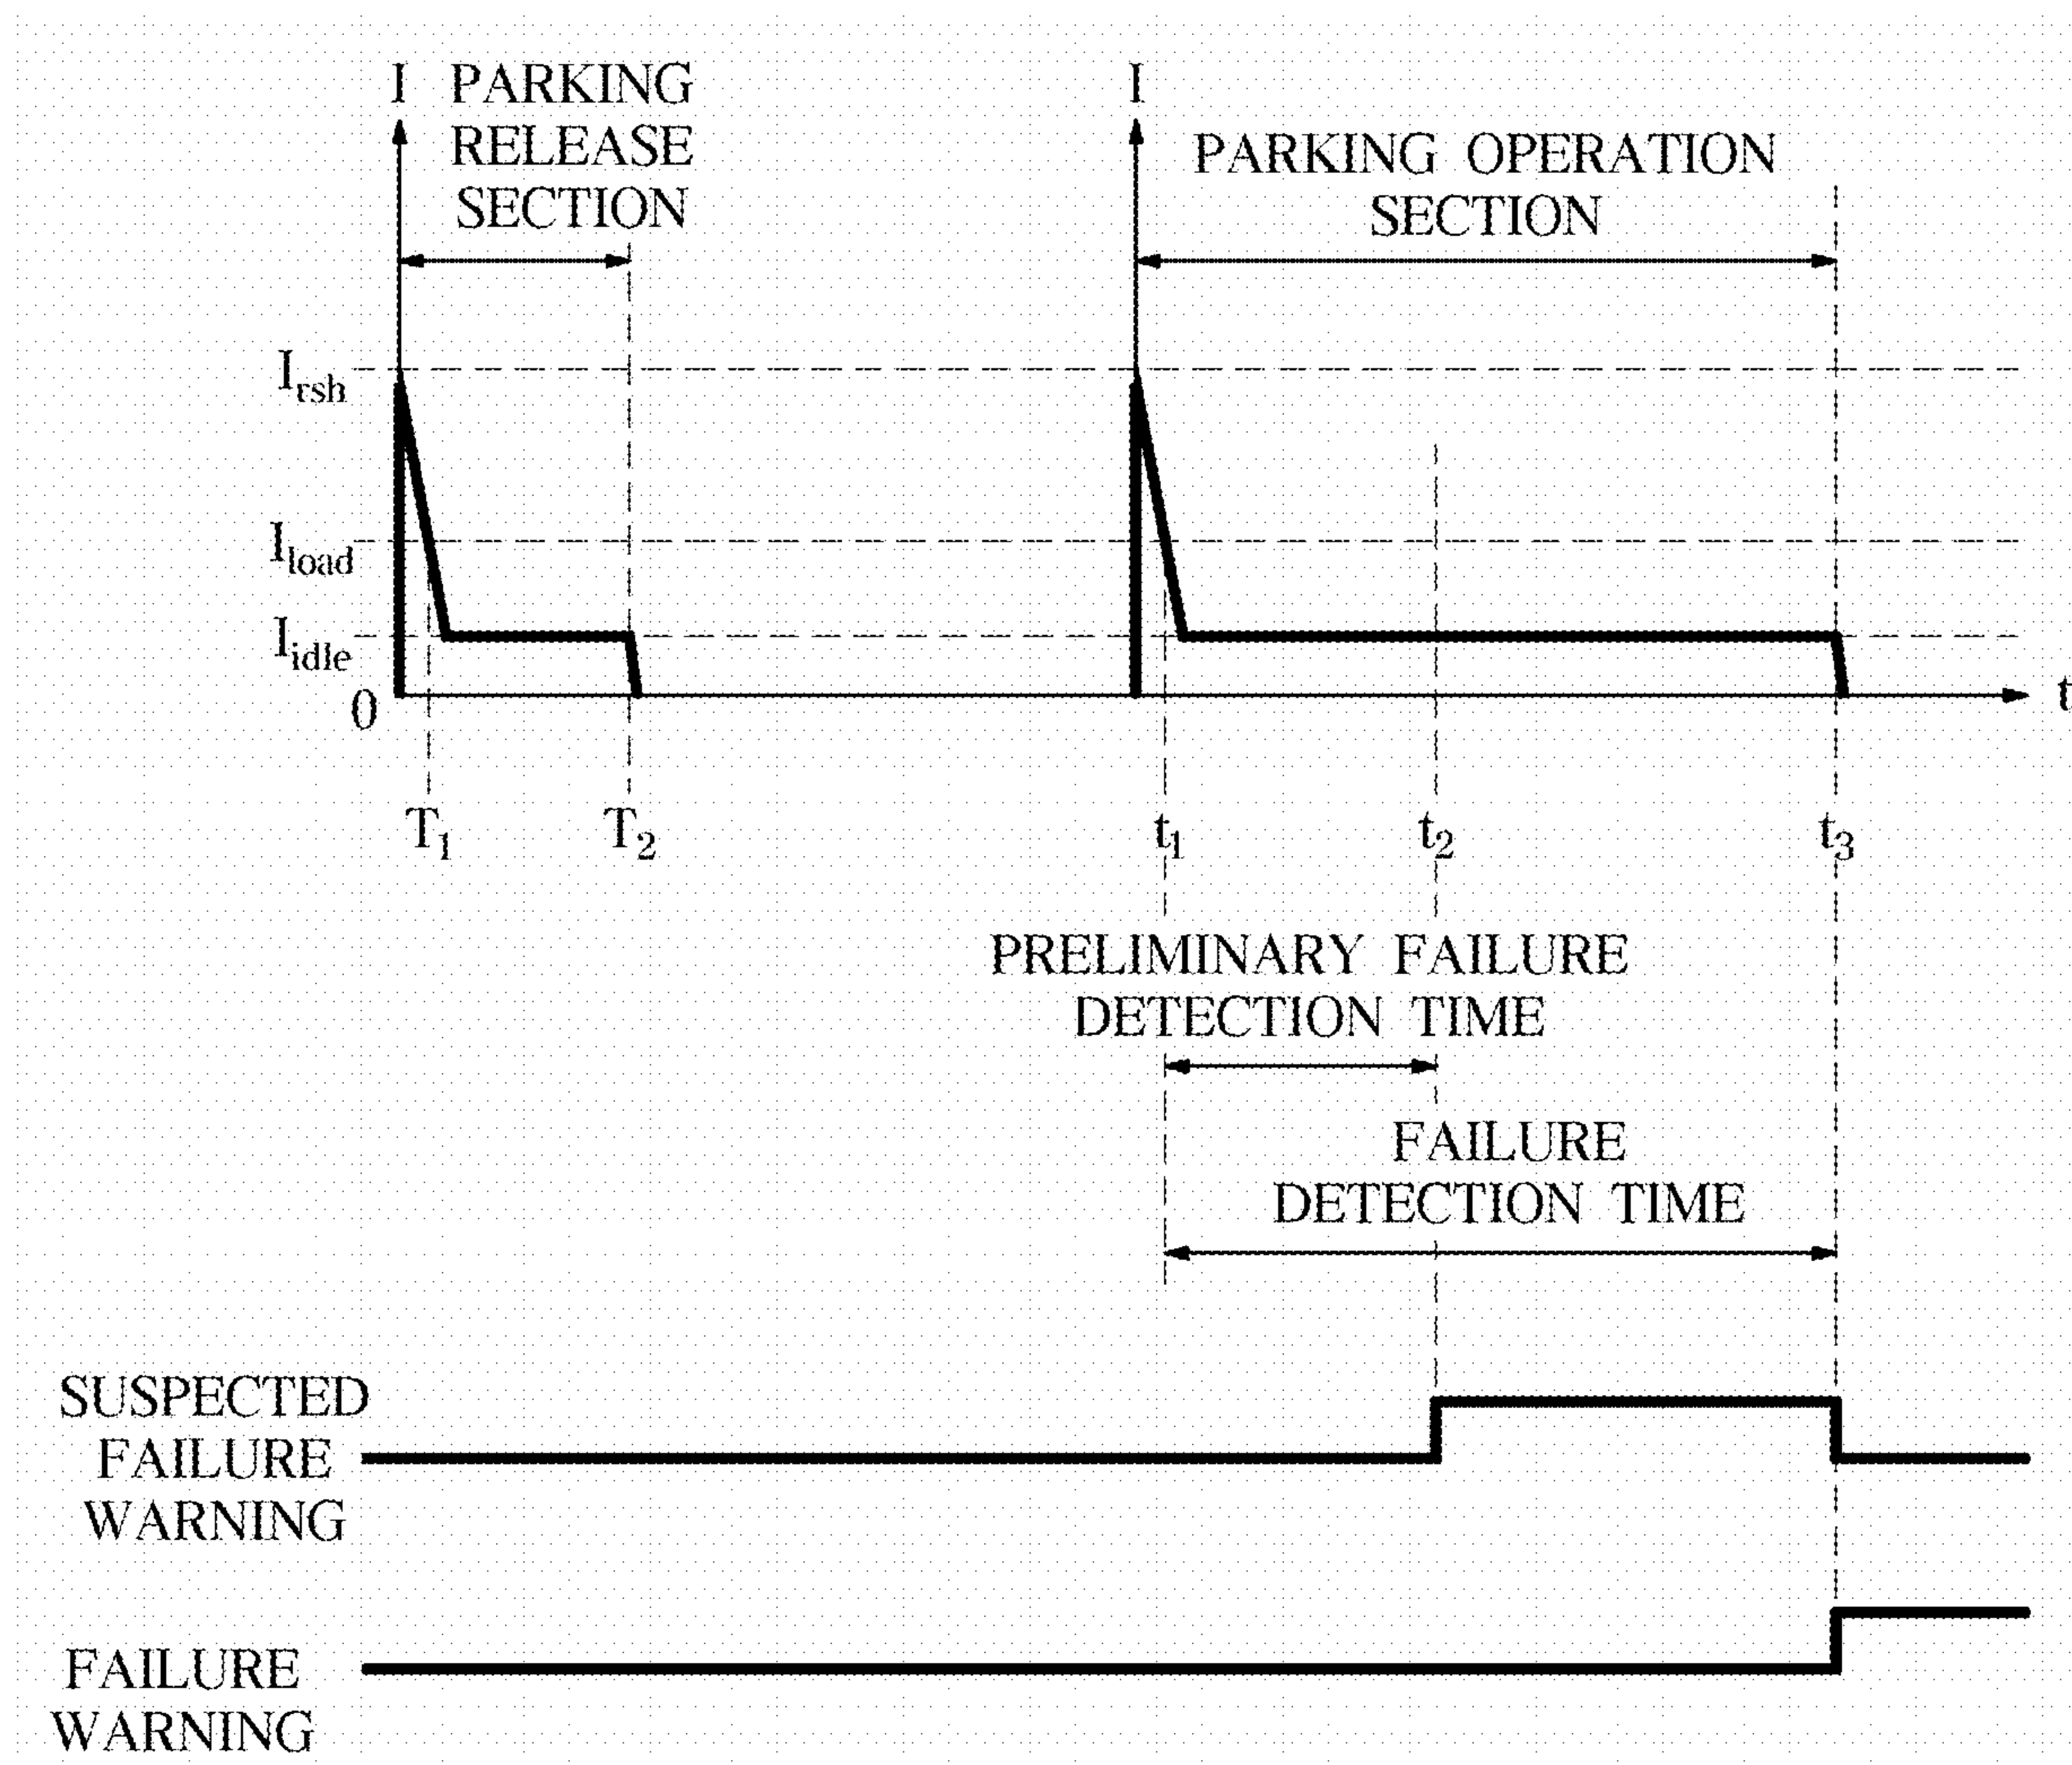 I PARKING
RELEASE
SECTION
I
PARKING OPERATION
SECTION
Irsh
Iload
Iidle
0
t
T1
T2
t1
t2
t3
PRELIMINARY FAILURE
DETECTION TIME
FAILURE
DETECTION TIME
SUSPECTED
FAILURE
WARNING
FAILURE
WARNING